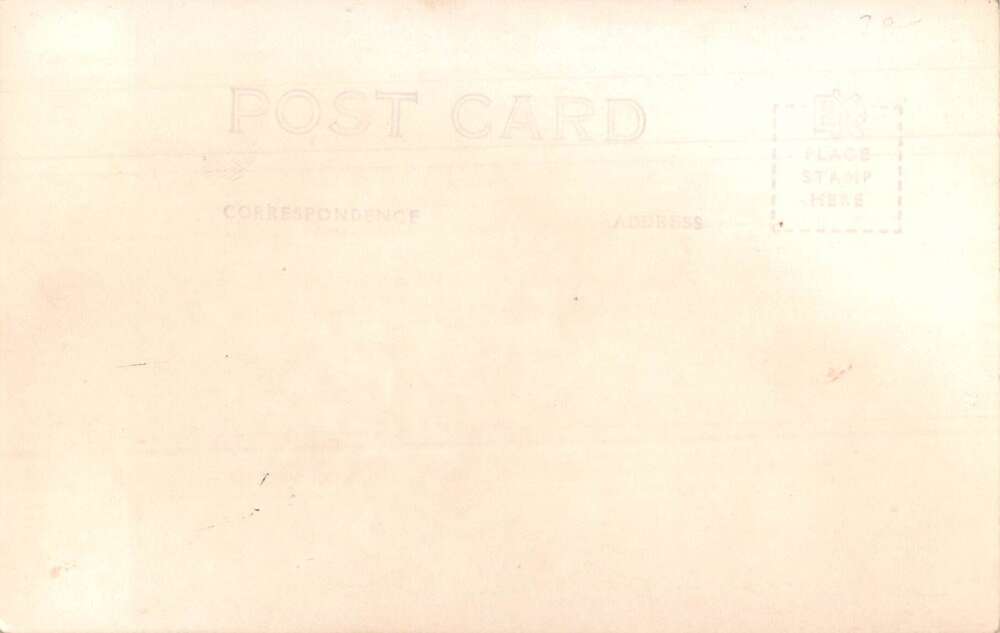 POST CARD
PLACE
STAMP
HERE
CORRESPONDENCE
ADDRESS